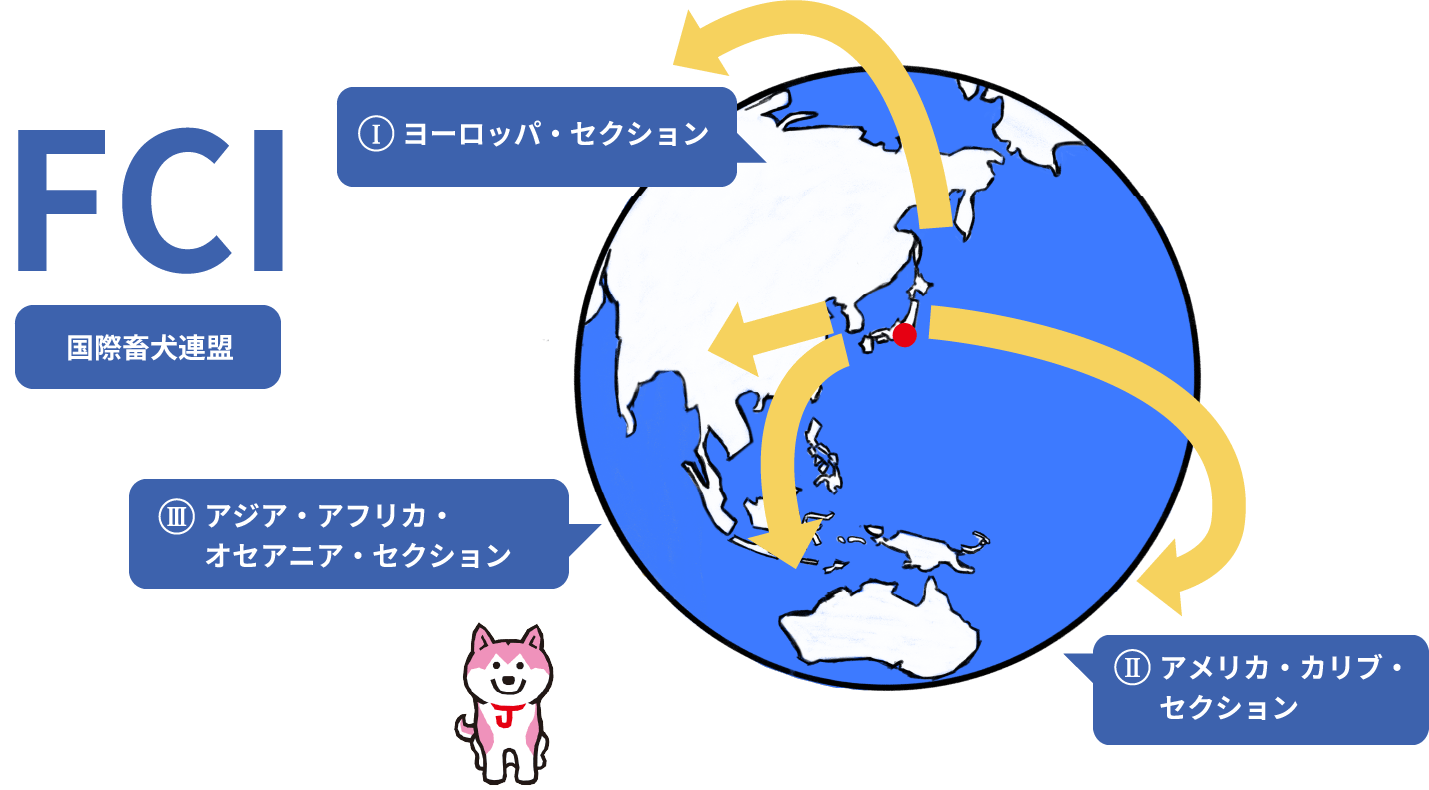 FCI
国際畜犬連盟
Ⅰ ヨーロッパ・セクション
Ⅲ アジア・アフリカ・
オセアニア・セクション
Ⅱ アメリカ・カリブ・
セクション
J